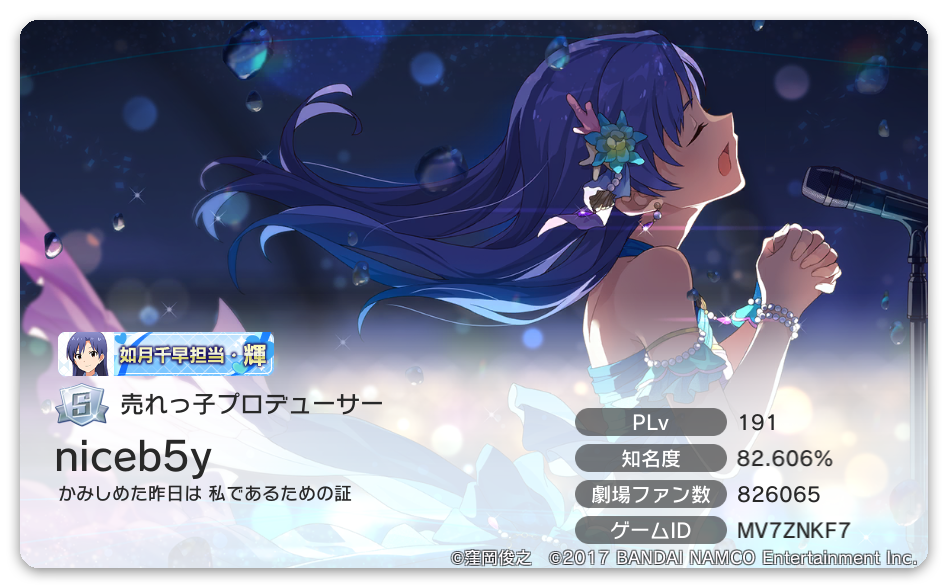 如月千早担当・輝
S 売れっ子プロデューサー
niceb5y
かみしめた昨日は 私であるための証
PLv 191
知名度 82.606%
劇場ファン数 826065
ゲームID MV7ZNKF7
©窪岡俊之 ©2017 BANDAI NAMCO Entertainment Inc.